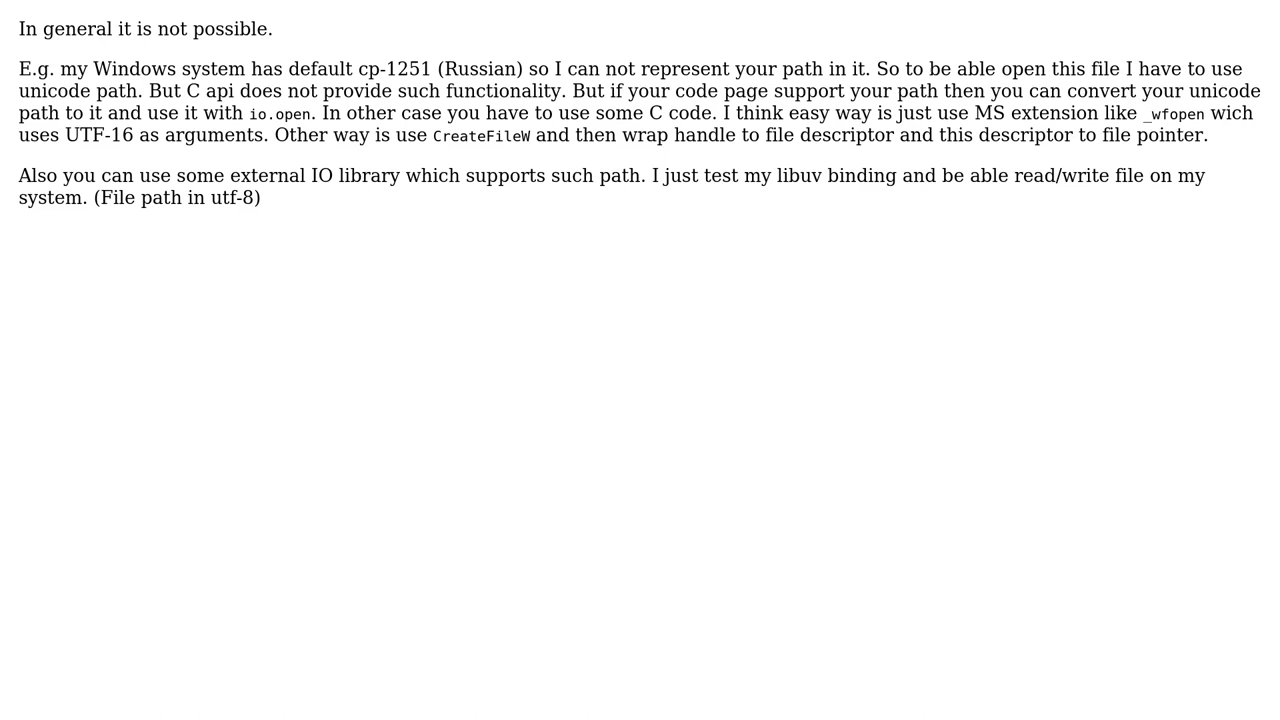 In general it is not possible.
E.g. my Windows system has default cp-1251 (Russian) so I can not represent your path in it. So to be able open this file I have to use
unicode path. But C api does not provide such functionality. But if your code page support your path then you can convert your unicode
path to it and use it with io.open. In other case you have to use some C code. I think easy way is just use MS extension like _wfopen wich
uses UTF-16 as arguments. Other way is use CreateFileW and then wrap handle to file descriptor and this descriptor to file pointer.
Also you can use some external IO library which supports such path. I just test my libuv binding and be able read/write file on my
system. (File path in utf-8)